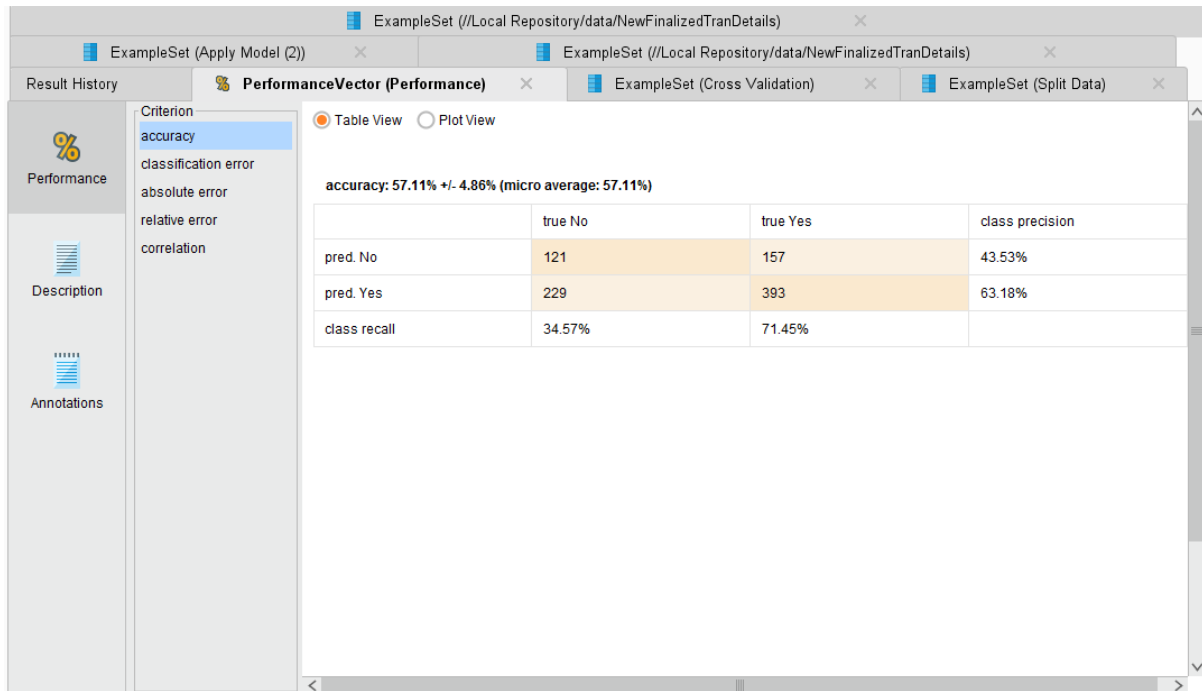 ExampleSet (//Local Repository/data/NewFinalizedTranDetails)
ExampleSet (Apply Model (2)) ExampleSet (//Local Repository/data/NewFinalizedTranDetails)
Result History % PerformanceVector (Performance) ExampleSet (Cross Validation) ExampleSet (Split Data)
%
Performance
Description
Annotations
Criterion
accuracy
classification error
absolute error
relative error
correlation
Table View Plot View
accuracy: 57.11% +/- 4.86% (micro average: 57.11%)
true No true Yes class precision
pred. No 121 157 43.53%
pred. Yes 229 393 63.18%
class recall 34.57% 71.45%